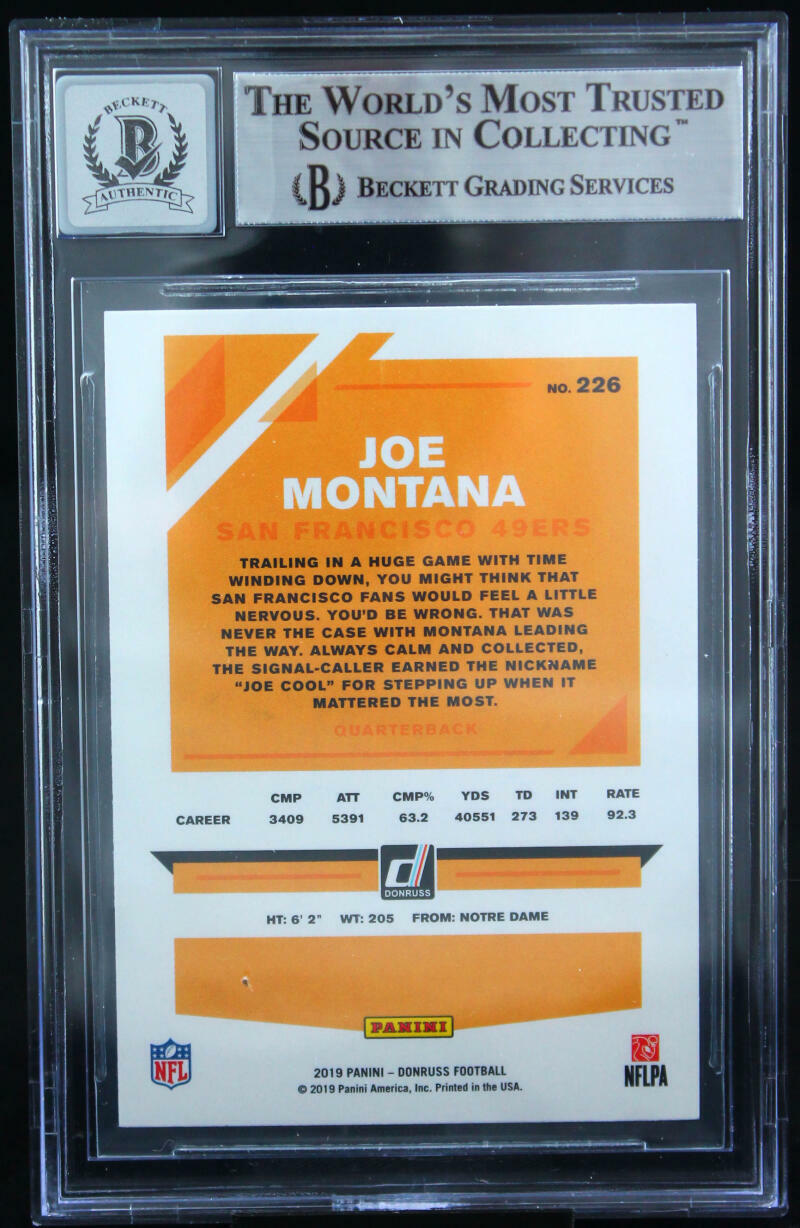 BECKETT
B
AUTHENTIC
THE WORLD'S MOST TRUSTED
SOURCE IN COLLECTING™
B BECKETT GRADING SERVICES
NO. 226
JOE
MONTANA
SAN FRANCISCO 49ERS
TRAILING IN A HUGE GAME WITH TIME
WINDING DOWN, YOU MIGHT THINK THAT
SAN FRANCISCO FANS WOULD FEEL A LITTLE
NERVOUS. YOU'D BE WRONG. THAT WAS
NEVER THE CASE WITH MONTANA LEADING
THE WAY. ALWAYS CALM AND COLLECTED,
THE SIGNAL-CALLER EARNED THE NICKNAME
"JOE COOL" FOR STEPPING UP WHEN IT
MATTERED THE MOST.
QUARTERBACK
CMP ATT CMP% YDS TD INT RATE
CAREER 3409 5391 63.2 40551 273 139 92.3
d
DONRUSS
HT: 6' 2" WT: 205 FROM: NOTRE DAME
PANINI
NFL
2019 PANINI – DONRUSS FOOTBALL
© 2019 Panini America, Inc. Printed in the USA.
NFLPA